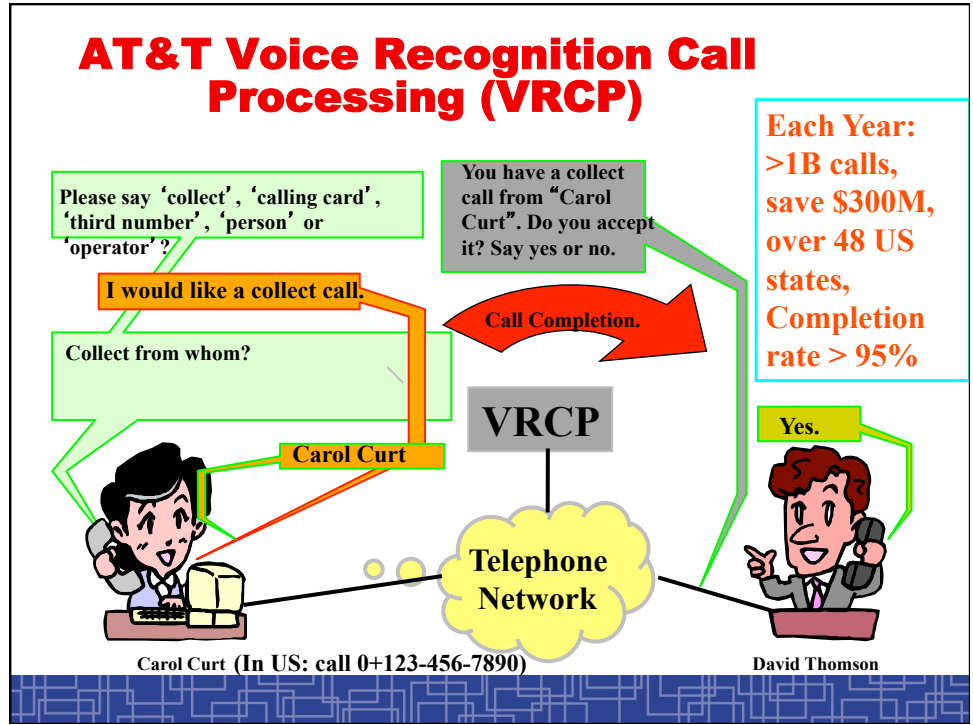 AT&T Voice Recognition Call
Processing (VRCP)
Each Year:
>1B calls,
save $300M,
over 48 US
states,
Completion
rate > 95%
Please say ‘collect’, ‘calling card’,
‘third number’, ‘person’ or
‘operator’?
You have a collect
call from “Carol
Curt”. Do you accept
it? Say yes or no.
I would like a collect call.
Call Completion.
Collect from whom?
VRCP
Yes.
Carol Curt
Telephone
Network
Carol Curt (In US: call 0+123-456-7890)
David Thomson